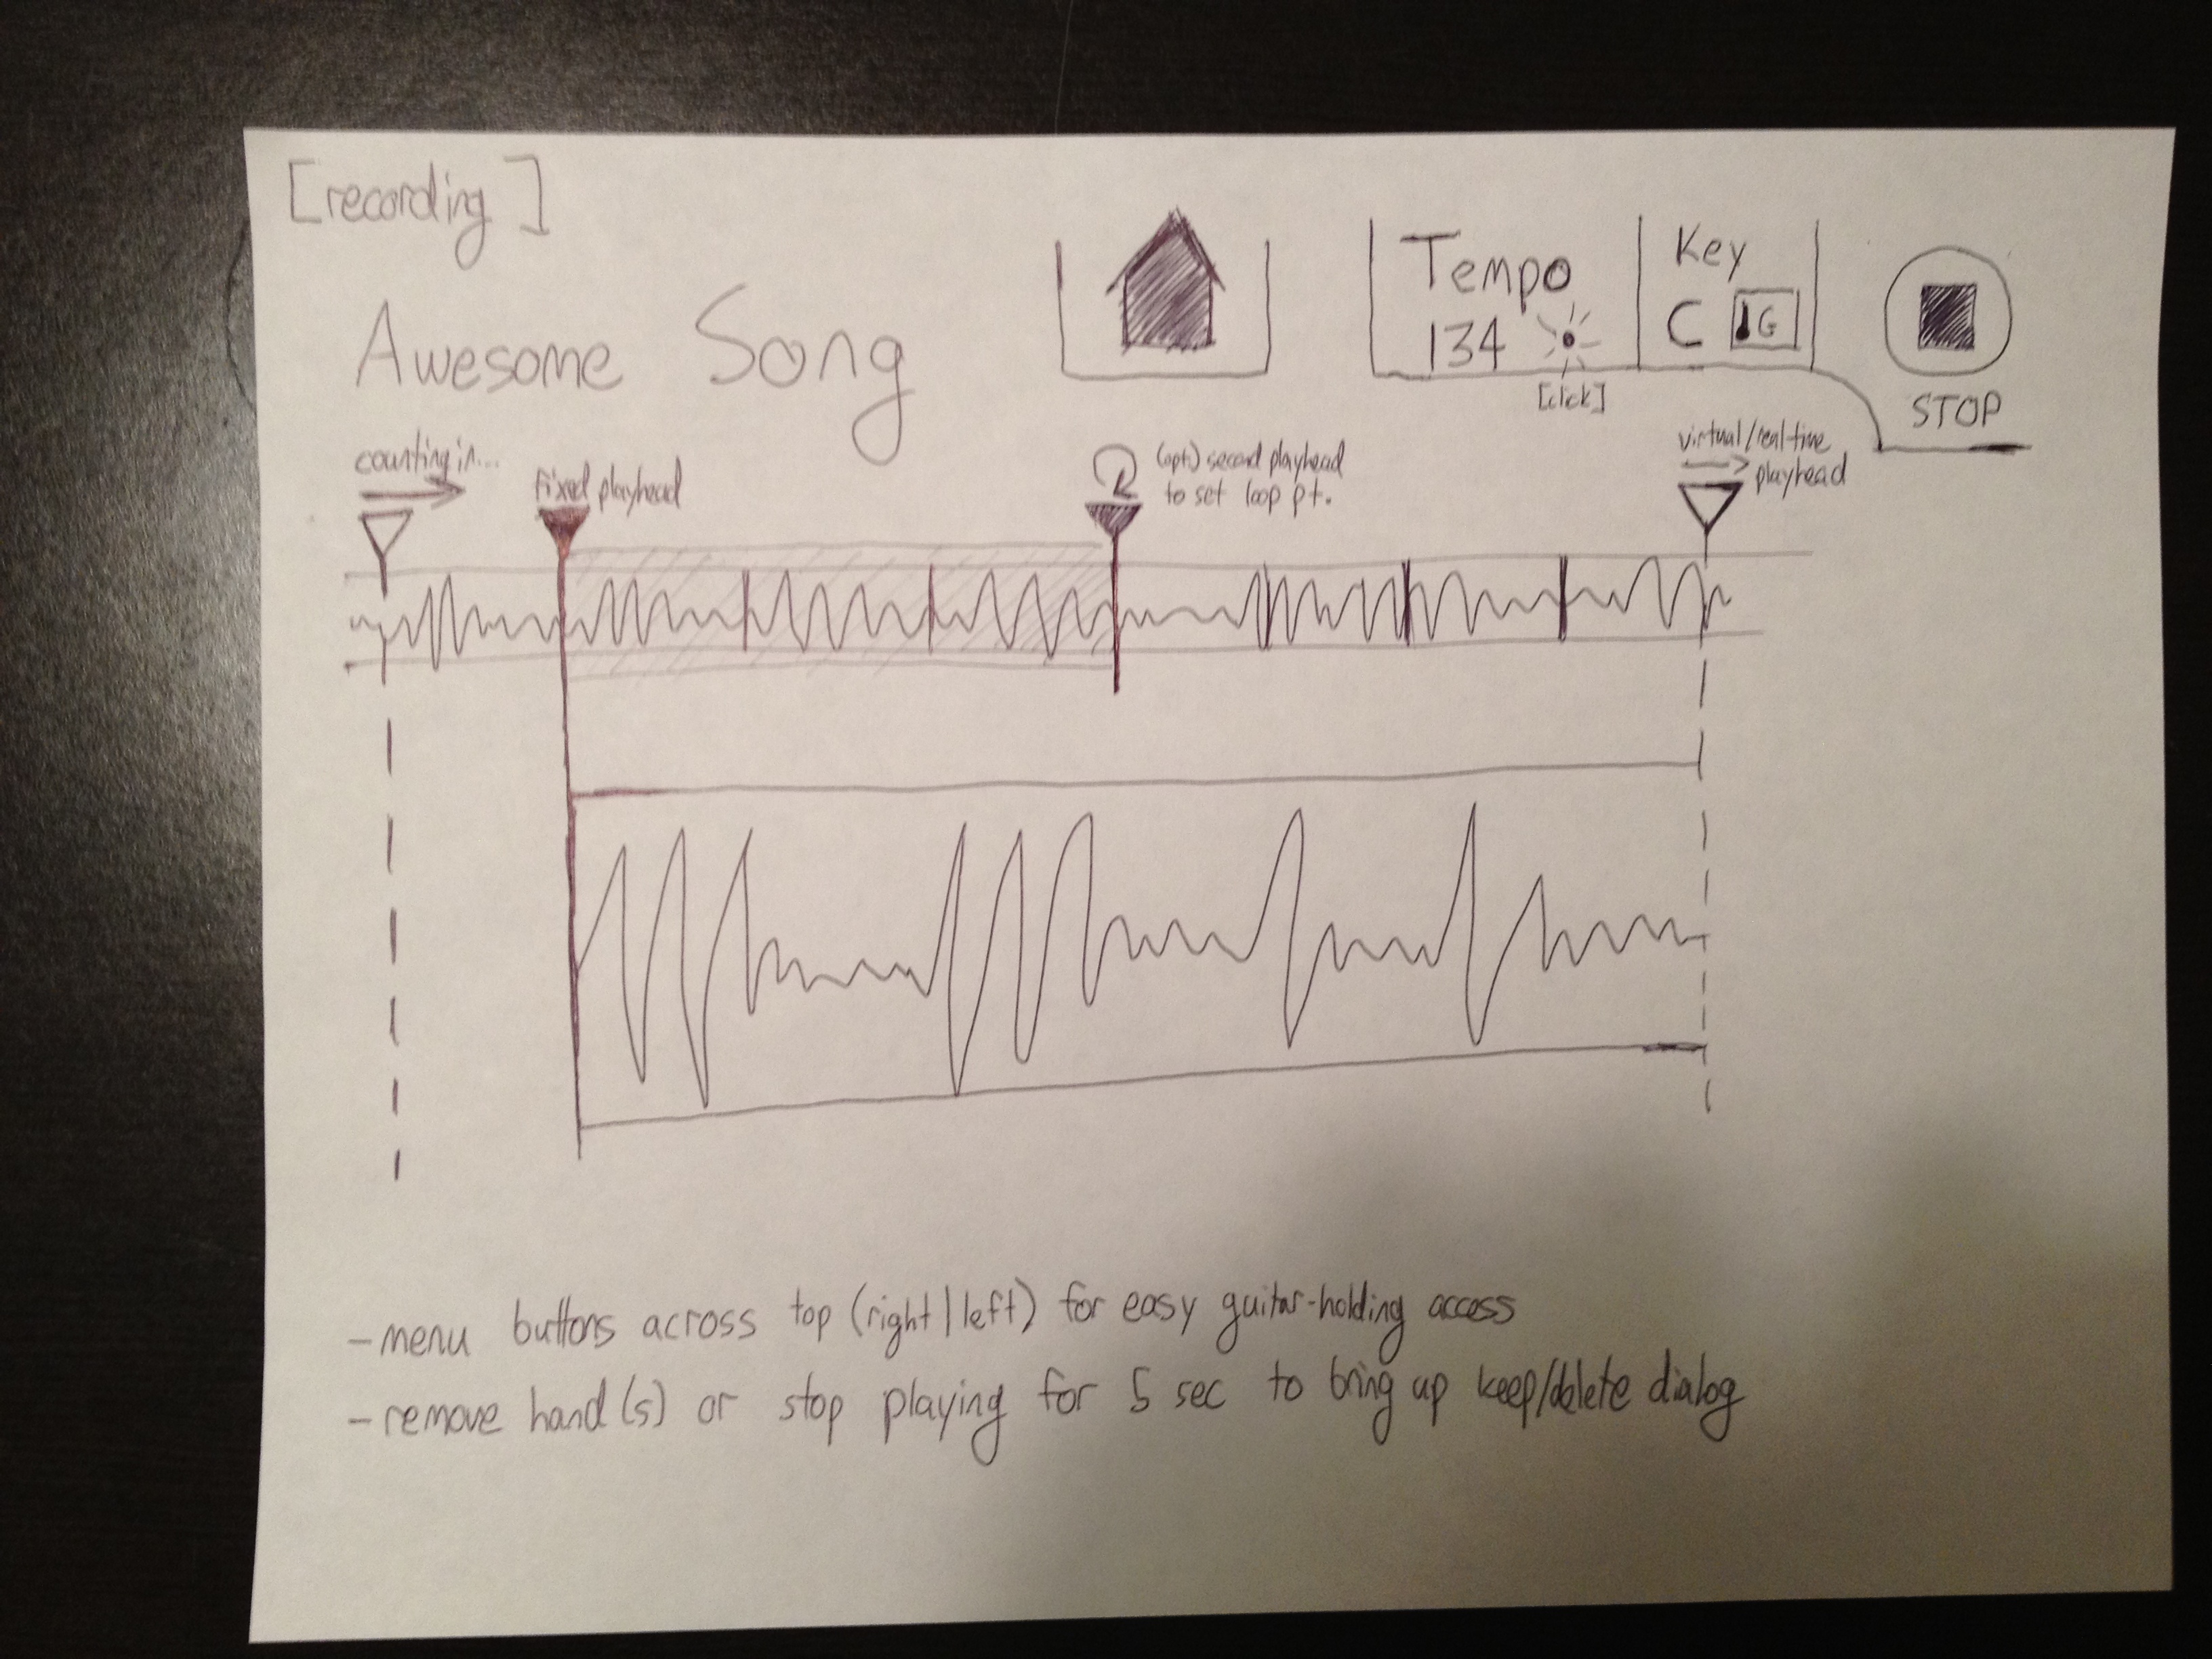 [recording]
Awesome Song
Tempo
134
[click]
Key
C G
STOP
counting in...
fixed playhead
(opt) second playhead
to set loop pt.
virtual/real-time
playhead
- menu buttons across top (right | left) for easy guitar-holding access
- remove hand(s) or stop playing for 5 sec to bring up keep/delete dialog